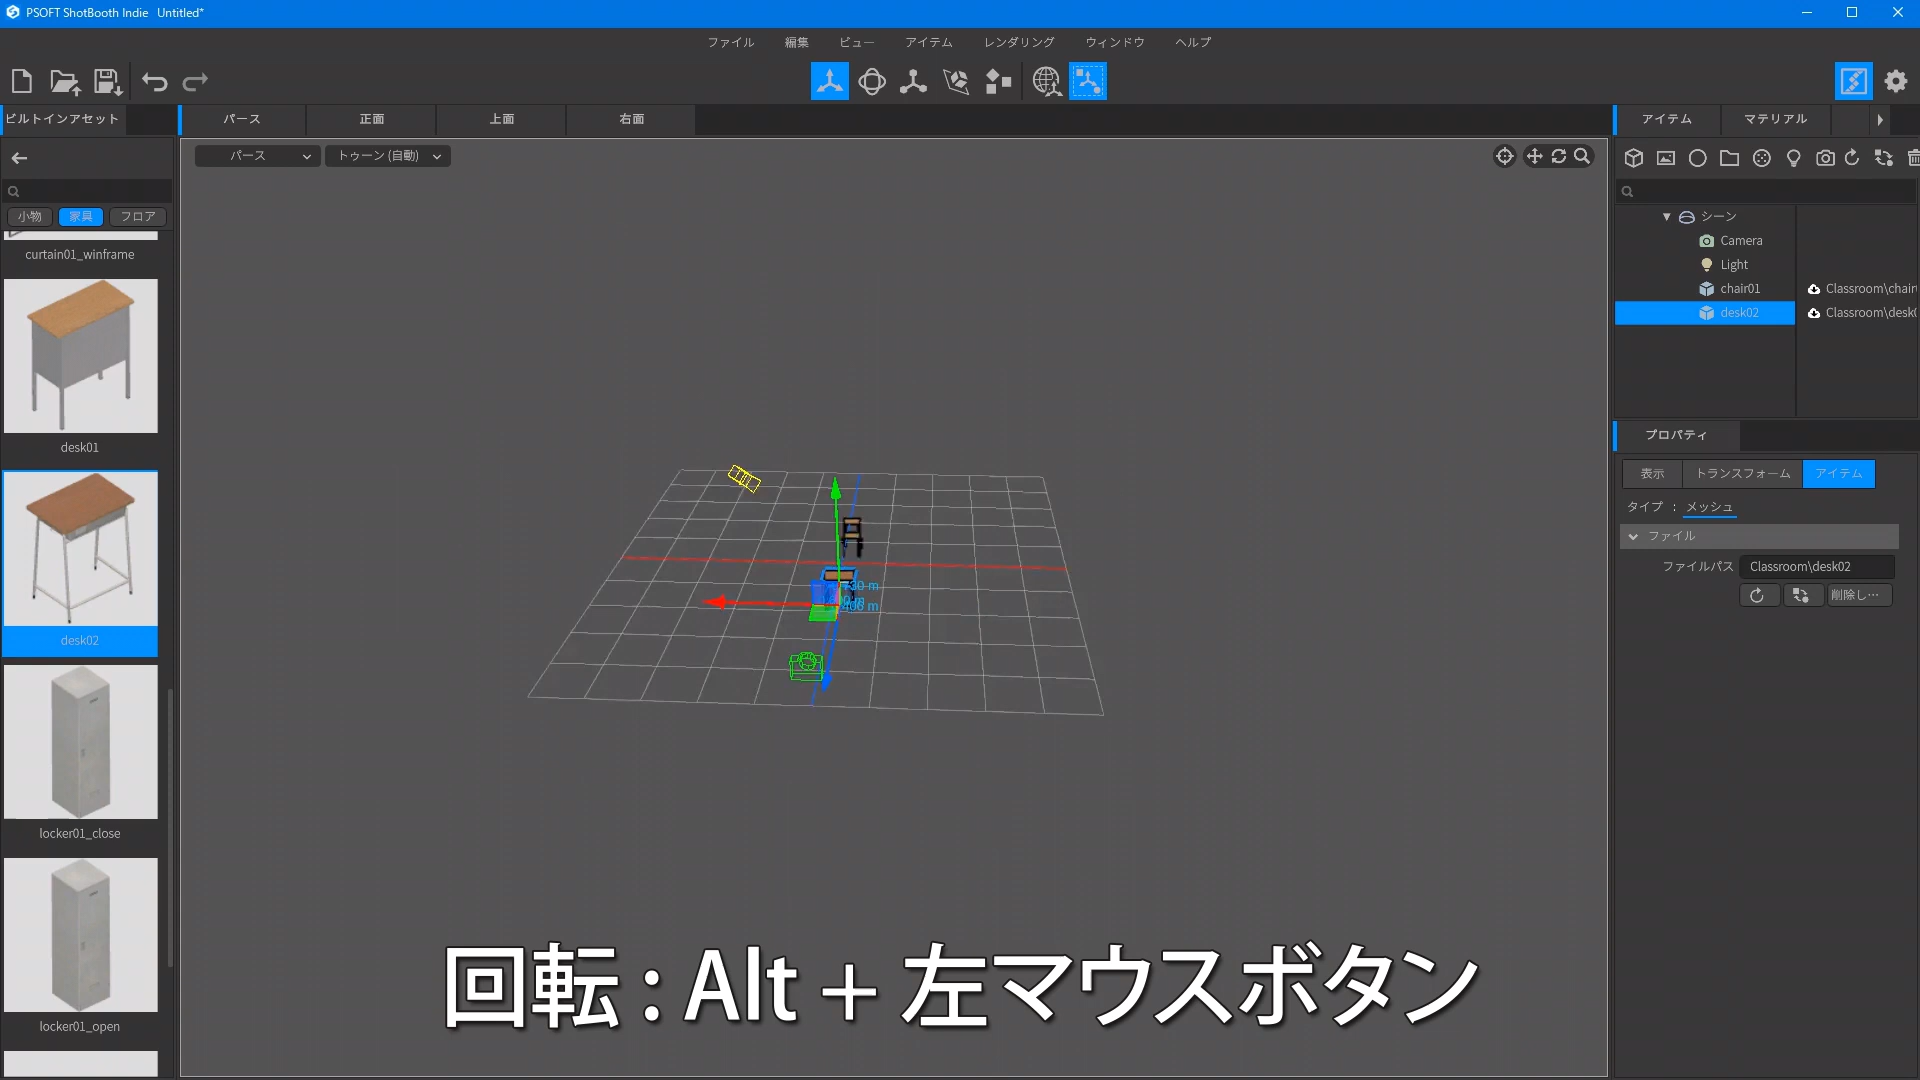 PSOFT ShotBooth Indie Untitled*
ファイル 編集 ビュー アイテム レンダリング ウィンドウ ヘルプ
ビルトインアセット
パース 正面 上面 右面
アイテム マテリアル
パース トゥーン (自動)
小物 家具 フロア
curtain01_winframe
desk01
desk02
locker01_close
locker01_open
シーン
Camera
Light
chair01 Classroom\chair
desk02 Classroom\desk0
プロパティ
表示 トランスフォーム アイテム
タイプ : メッシュ
ファイル
ファイルパス Classroom\desk02
削除し…
回転 : Alt + 左マウスボタン